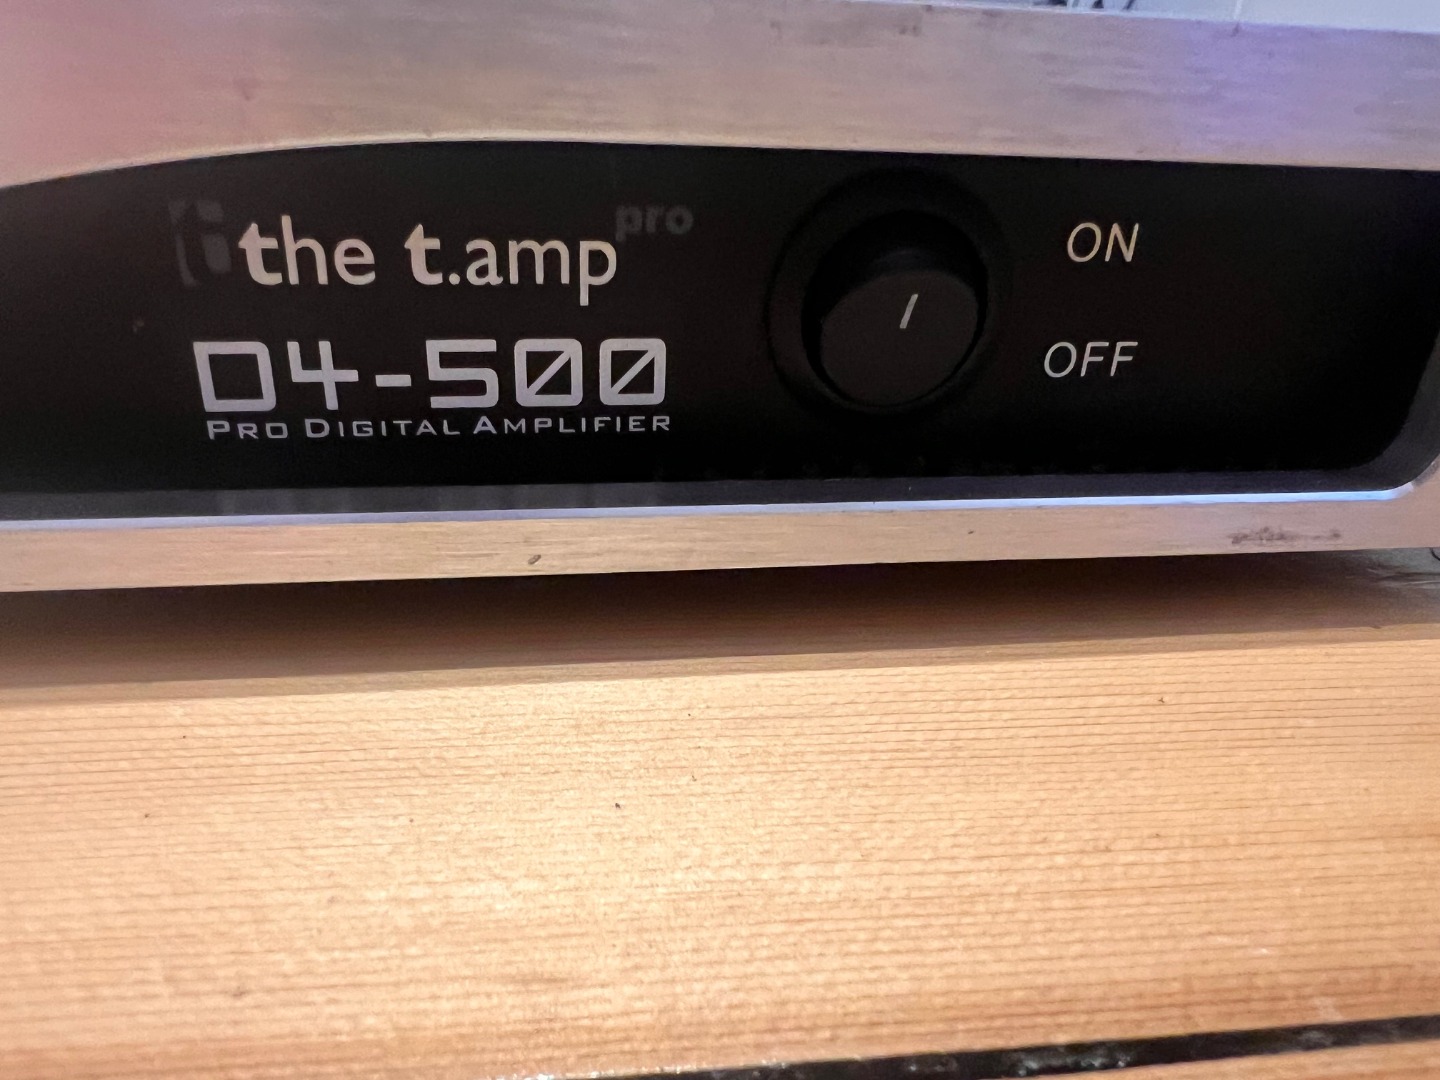 the t.amp pro
D4-500
PRO DIGITAL AMPLIFIER
ON
OFF